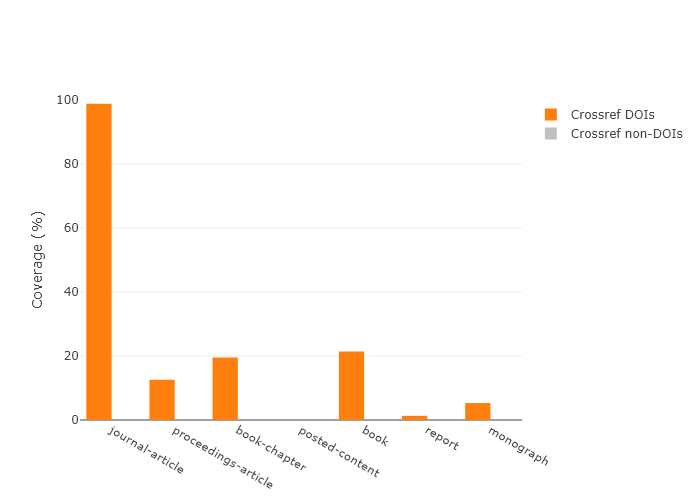 100
80
60
40
20
0
Coverage (%)
journal-article
proceedings-article
book-chapter
posted-content
book
report
monograph
Crossref DOIs
Crossref non-DOIs